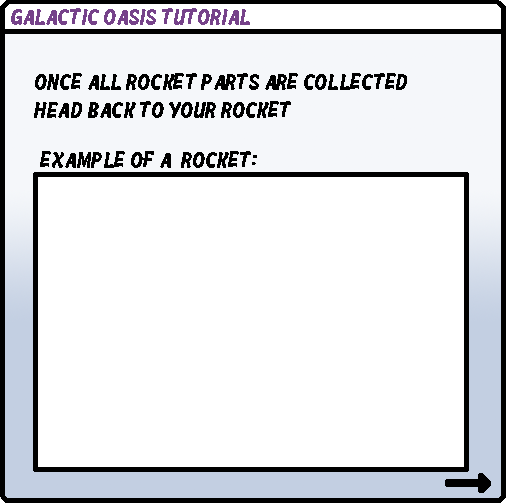 GALACTIC OASIS TUTORIAL
ONCE ALL ROCKET PARTS ARE COLLECTED
HEAD BACK TO YOUR ROCKET
EXAMPLE OF A ROCKET: